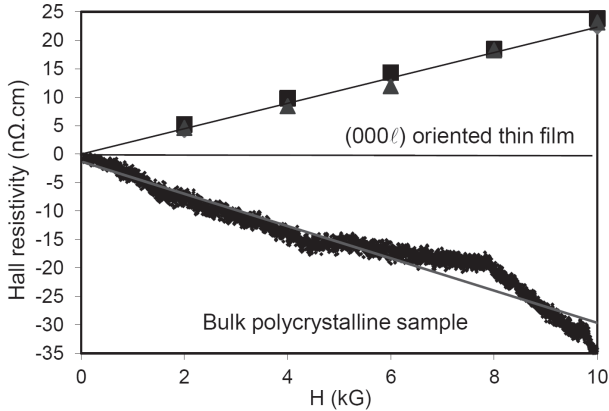 25
20
15
10
5
0
-5
-10
-15
-20
-25
-30
-35
Hall resistivity (nΩ.cm)
(000ℓ) oriented thin film
Bulk polycrystalline sample
0 2 4 6 8 10
H (kG)